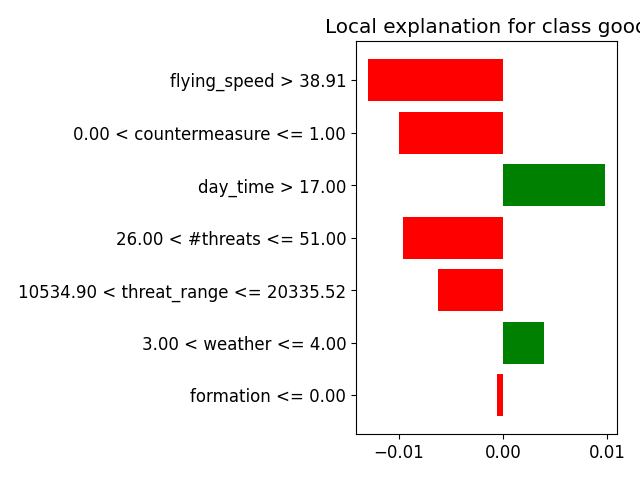 Local explanation for class good
flying_speed > 38.91
0.00 < countermeasure <= 1.00
day_time > 17.00
26.00 < #threats <= 51.00
10534.90 < threat_range <= 20335.52
3.00 < weather <= 4.00
formation <= 0.00
−0.01 0.00 0.01